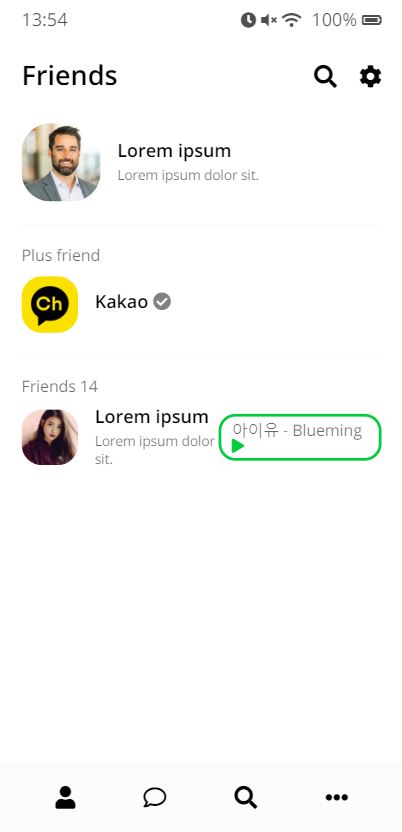 13:54
100%
Friends
Lorem ipsum
Lorem ipsum dolor sit.
Plus friend
Ch
Kakao
Friends 14
Lorem ipsum
Lorem ipsum dolor
sit.
아이유 - Blueming